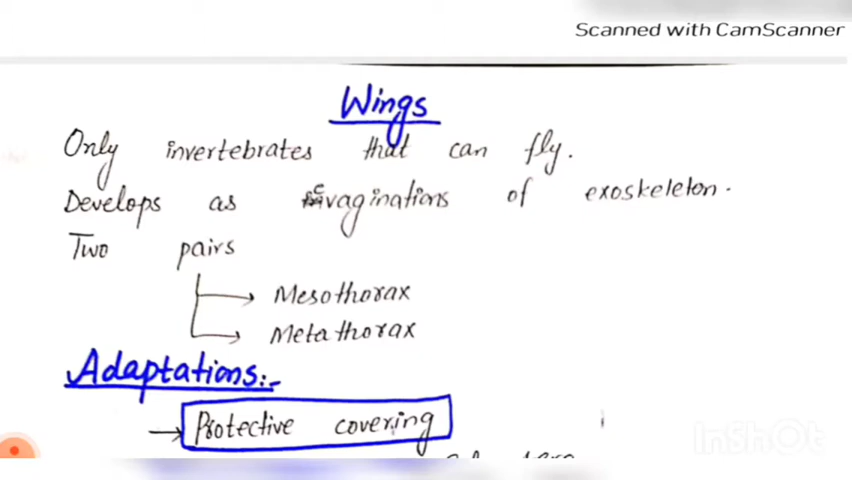 Scanned with CamScanner
Wings
Only invertebrates that can fly.
Develops as evaginations of exoskeleton.
Two pairs
Mesothorax
Metathorax
Adaptations:-
→ Protective covering
InShOt